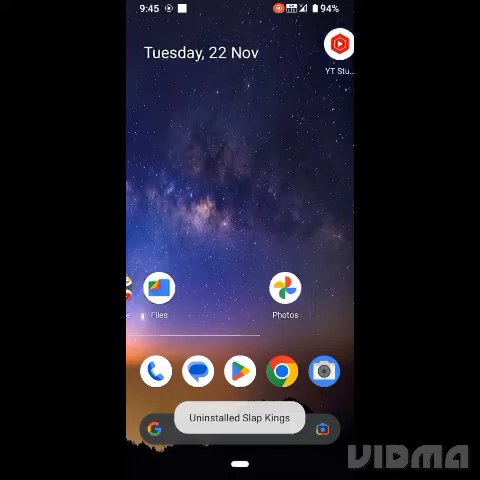 9:45
94%
Tuesday, 22 Nov
YT Stu...
e
Files
Photos
Uninstalled Slap Kings
VIDMA